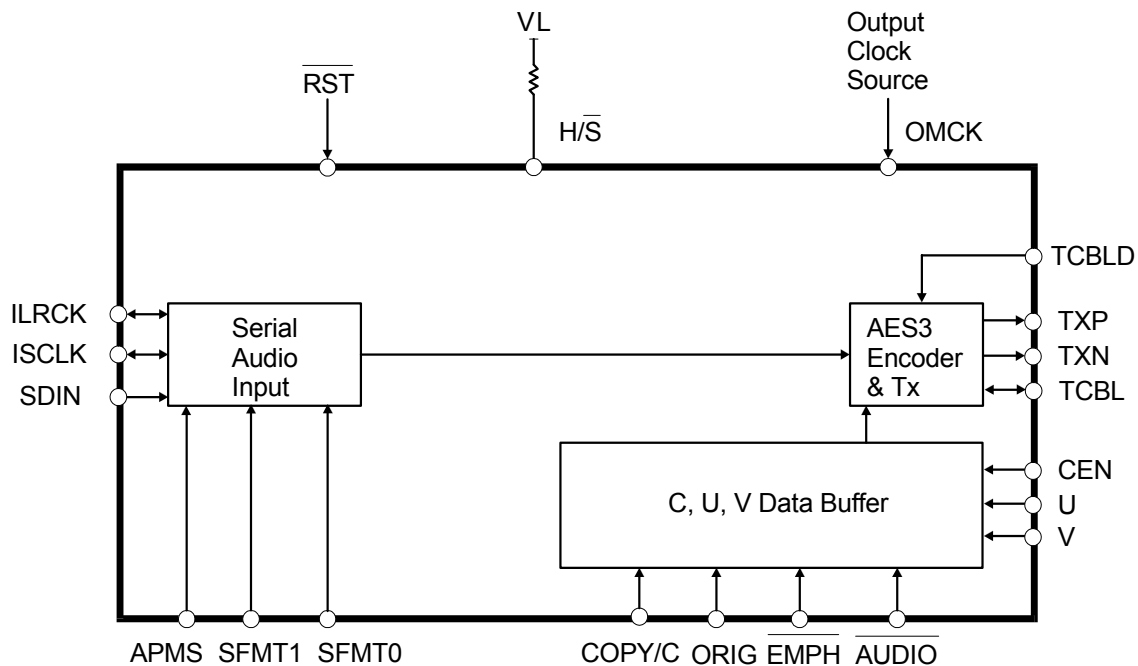 VL
Output
Clock
Source
RST
H/S
OMCK
TCBLD
ILRCK
ISCLK
SDIN
Serial
Audio
Input
AES3
Encoder
& Tx
TXP
TXN
TCBL
C, U, V Data Buffer
CEN
U
V
APMS SFMT1 SFMT0 COPY/C ORIG EMPH AUDIO